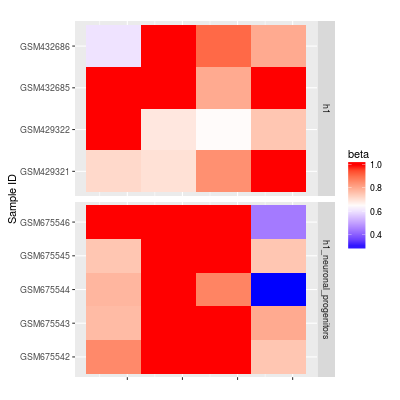 GSM432686
GSM432685
GSM429322
GSM429321
h1
GSM675546
GSM675545
GSM675544
GSM675543
GSM675542
h1_neuronal_progenitors
Sample ID
beta
1.0
0.8
0.6
0.4